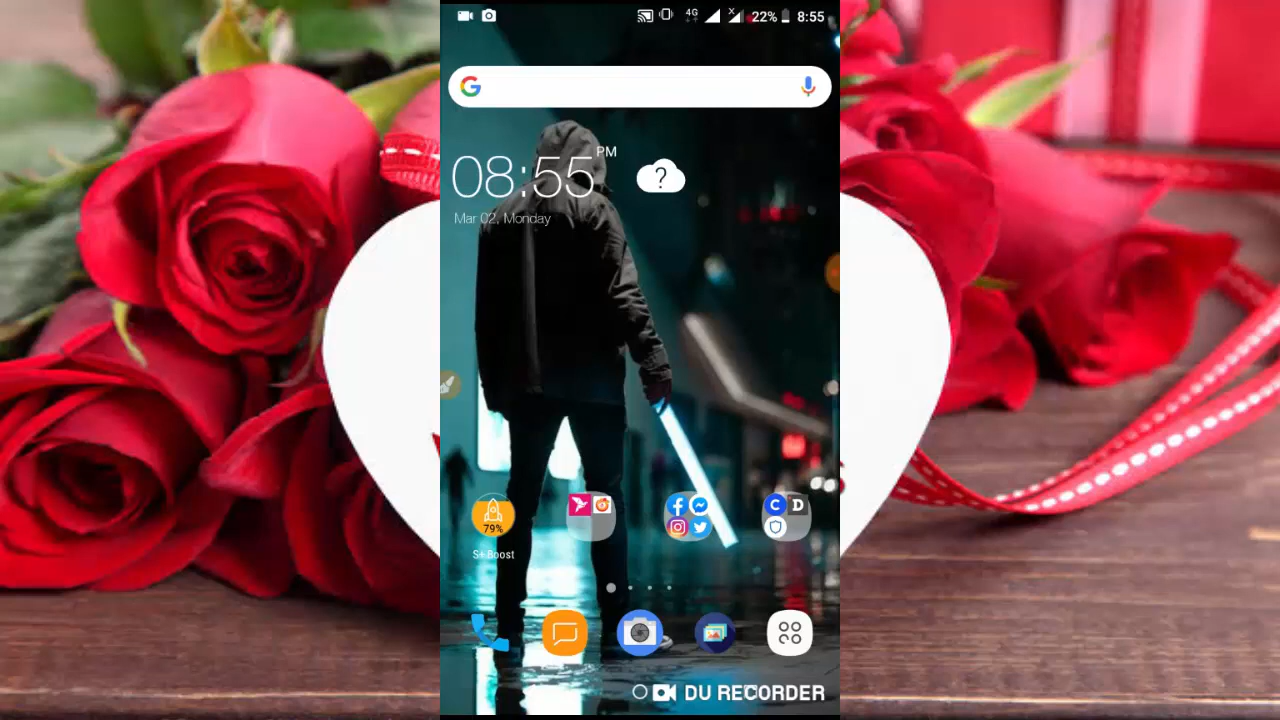 4G 22% 8:55
08:55 PM
?
Mar 02, Monday
C D
79%
S+ Boost
DU RECORDER